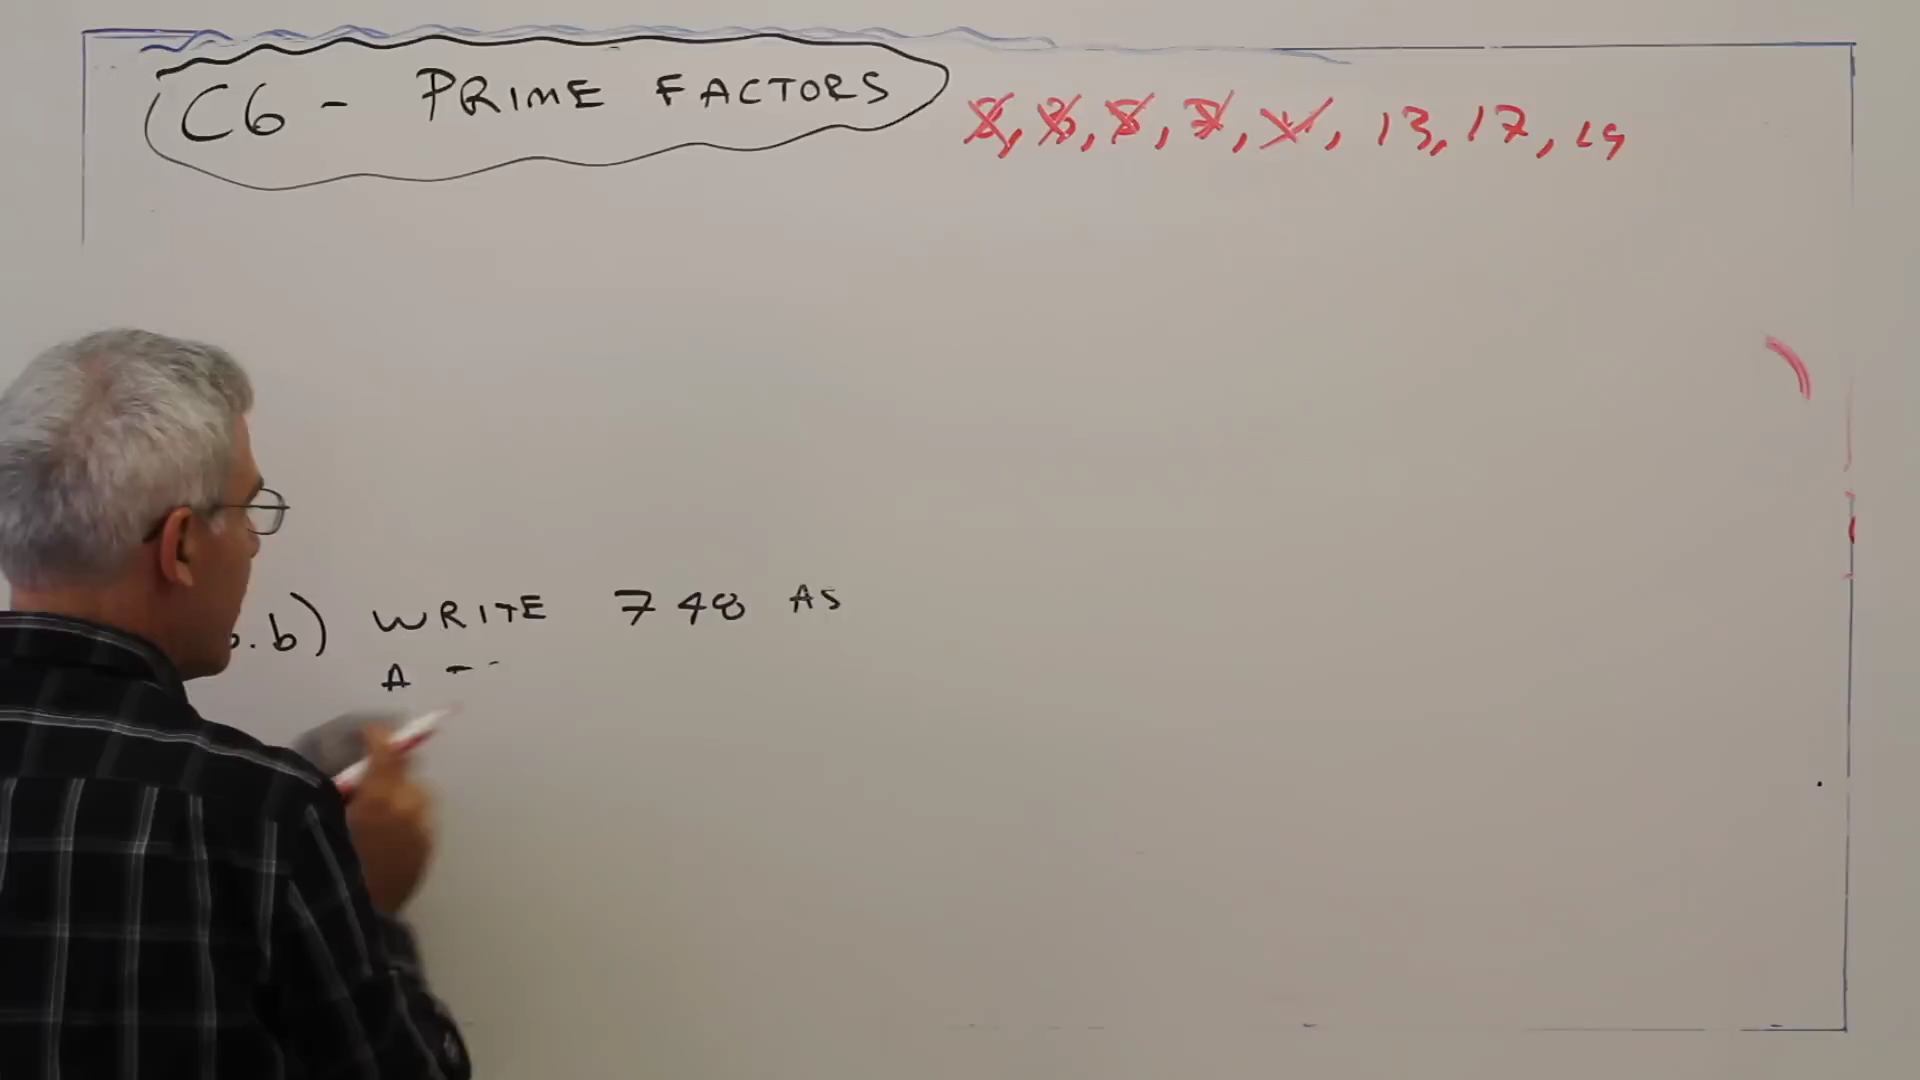 C6 - PRIME FACTORS
2, 3, 5, 7, 11, 13, 17, 19
.b) WRITE 748 AS
A --